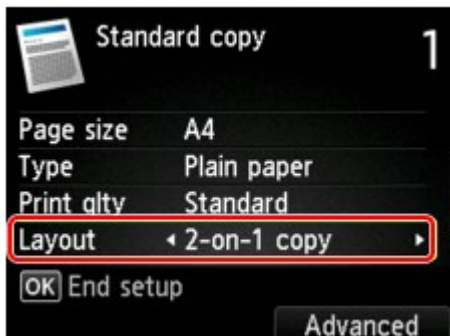 Standard copy 1
Page size A4
Type Plain paper
Print qlty Standard
Layout 2-on-1 copy
OK End setup
Advanced